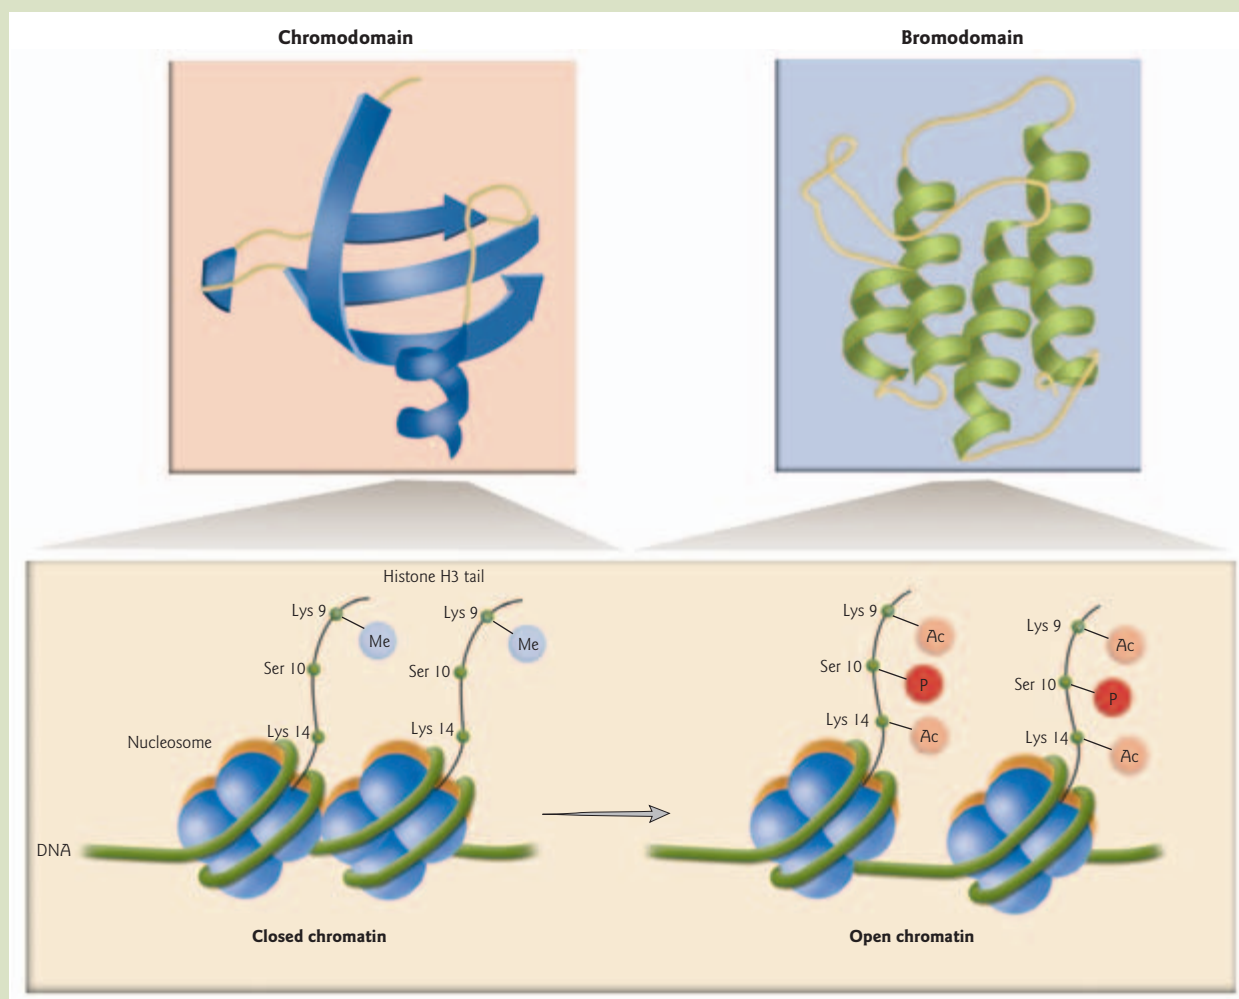 Chromodomain
Bromodomain
Histone H3 tail
Lys 9
Me
Ser 10
Lys 14
Lys 9
Me
Ser 10
Lys 14
Nucleosome
DNA
Closed chromatin
Lys 9
Ac
Ser 10
P
Lys 14
Ac
Lys 9
Ac
Ser 10
P
Lys 14
Ac
Open chromatin